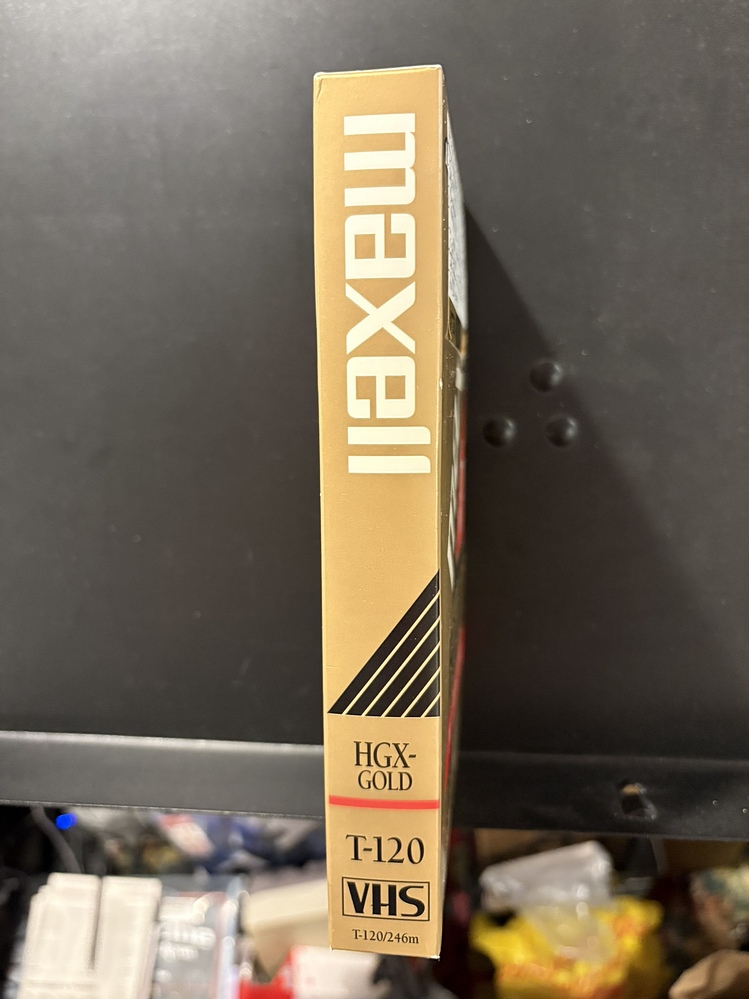 maxell
HGX-
GOLD
T-120
VHS
T-120/246m